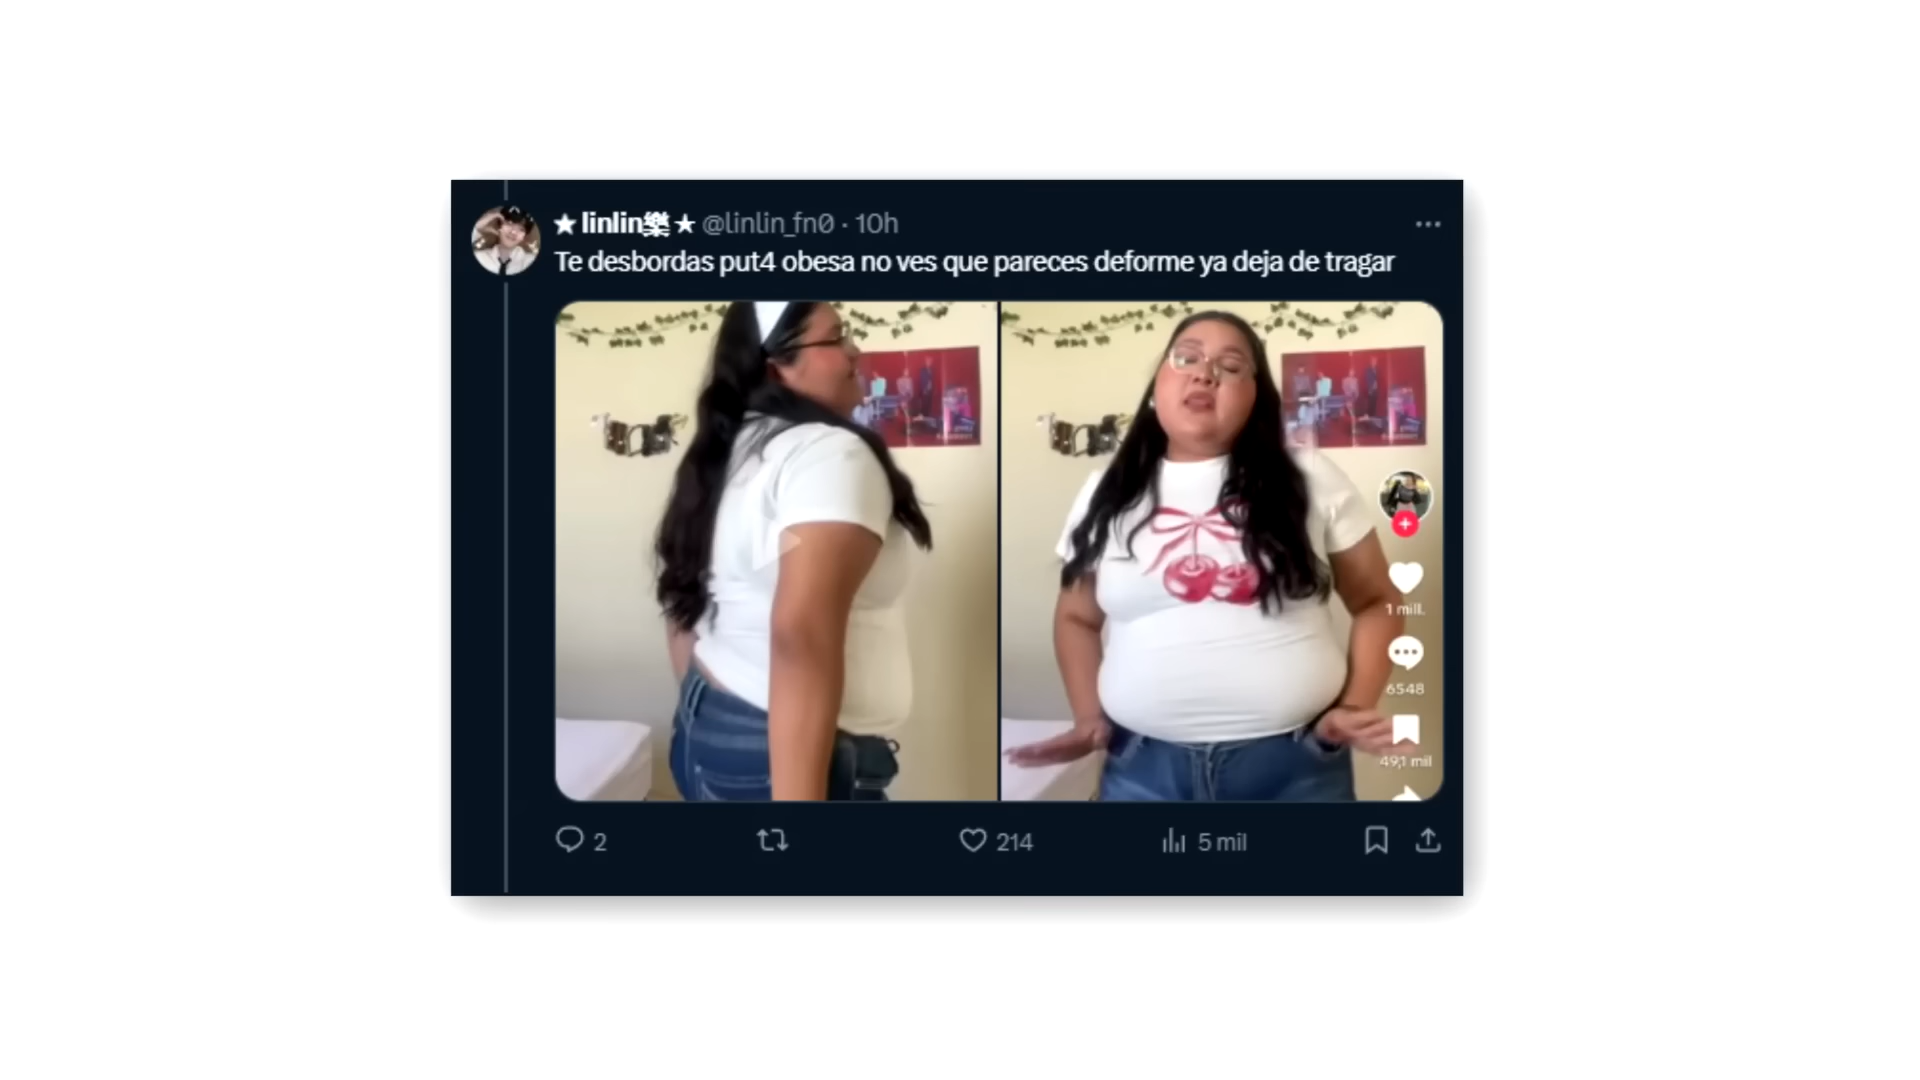 ★ linlin樂★ @linlin_fn0 · 10h
Te desbordas put4 obesa no ves que pareces deforme ya deja de tragar
1 mill.
6548
49,1 mil
2
214
5 mil